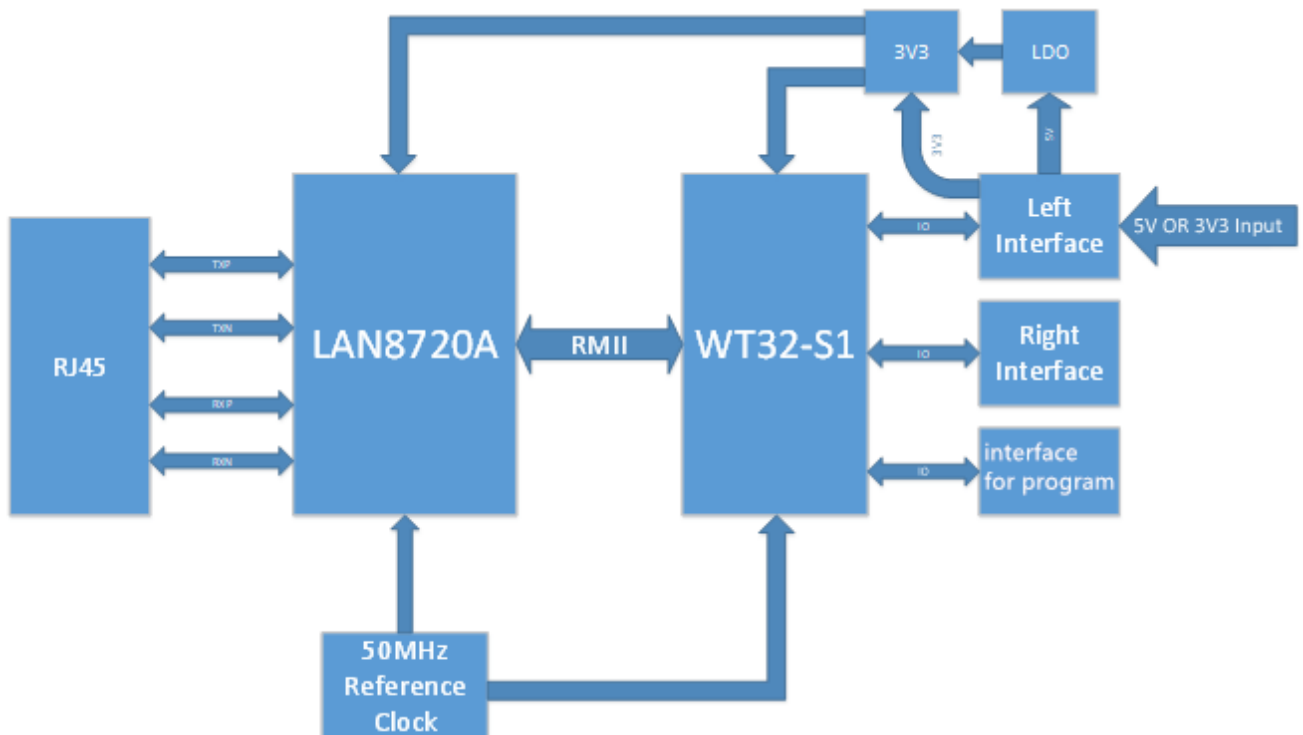 3V3
LDO
3V3
5V
Left
Interface
5V OR 3V3 Input
IO
TXP
TXN
RJ45
RXP
RXN
LAN8720A
RMII
WT32-S1
IO
Right
Interface
IO
interface
for program
50MHz
Reference
Clock